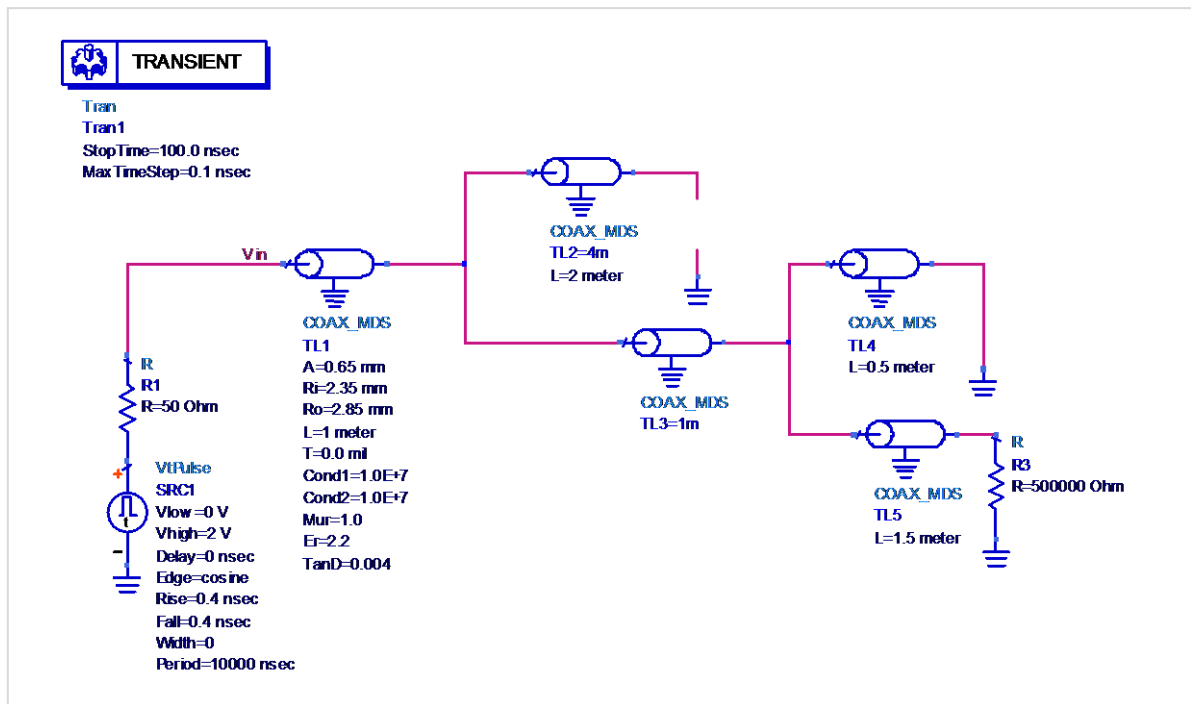 TRANSIENT
Tran
Tran1
StopTime=100.0 nsec
MaxTimeStep=0.1 nsec
COAX_MDS
TL2=4m
L=2 meter
Vin
COAX_MDS
TL1
A=0.65 mm
Ri=2.35 mm
Ro=2.85 mm
L=1 meter
T=0.0 mil
Cond1=1.0E+7
Cond2=1.0E+7
Mur=1.0
Er=2.2
TanD=0.004
COAX_MDS
TL3=1m
COAX_MDS
TL4
L=0.5 meter
COAX_MDS
TL5
L=1.5 meter
R
R3
R=500000 Ohm
R
R1
R=50 Ohm
+
VtPulse
SRC1
Vlow=0 V
Vhigh=2 V
Delay=0 nsec
Edge=cosine
Rise=0.4 nsec
Fall=0.4 nsec
Width=0
Period=10000 nsec
t
-